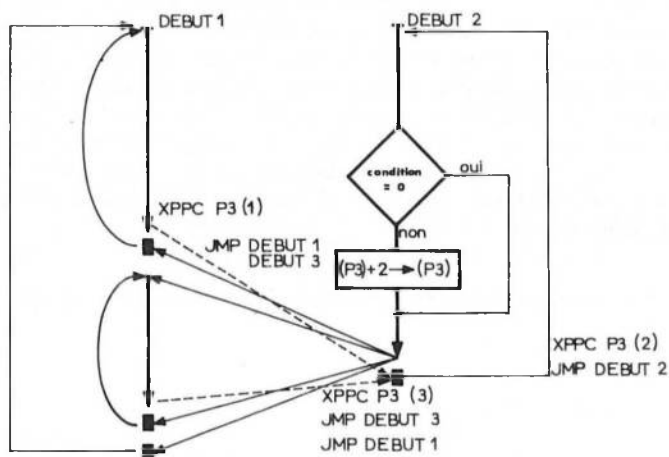 DEBUT 1
DEBUT 2
condition
= 0
oui
non
XPPC P3 (1)
JMP DEBUT 1
DEBUT 3
(P3)+2 → (P3)
XPPC P3 (2)
JMP DEBUT 2
XPPC P3 (3)
JMP DEBUT 3
JMP DEBUT 1